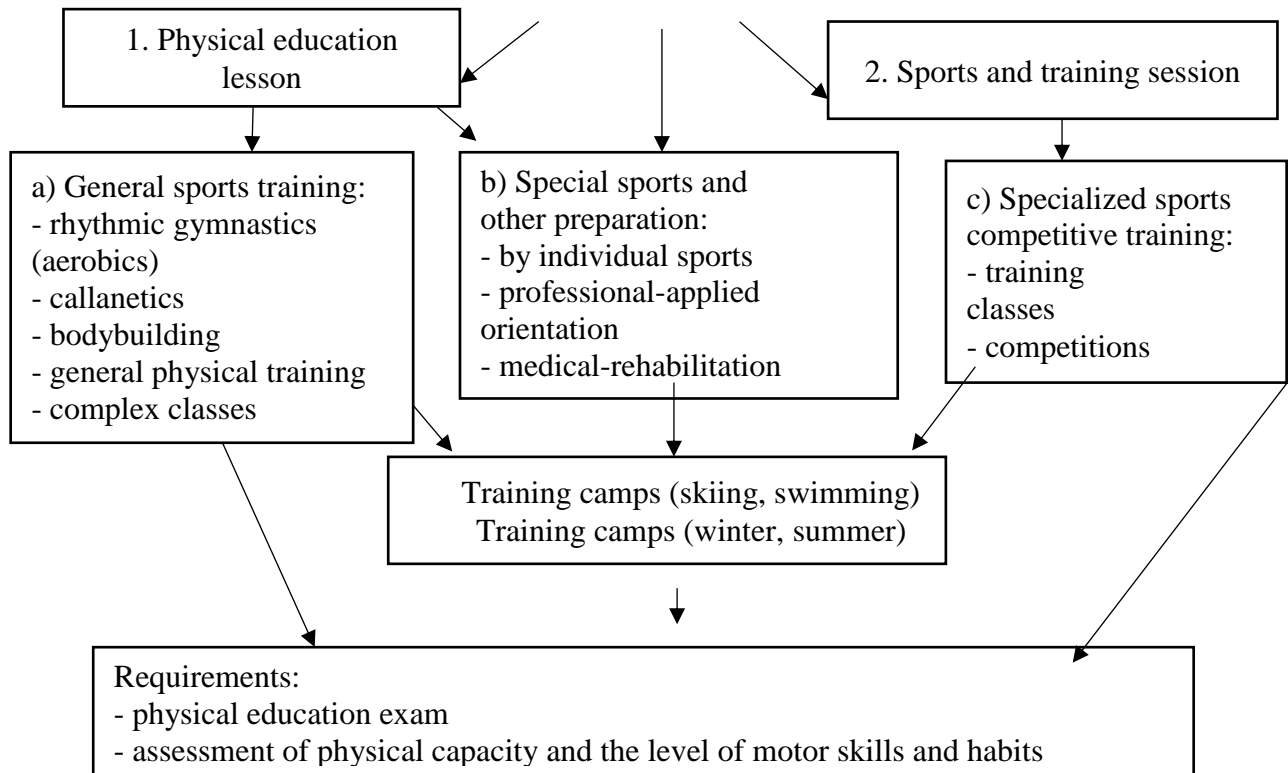 1. Physical education
lesson
2. Sports and training session
a) General sports training:
- rhythmic gymnastics
(aerobics)
- callanetics
- bodybuilding
- general physical training
- complex classes
b) Special sports and
other preparation:
- by individual sports
- professional-applied
orientation
- medical-rehabilitation
c) Specialized sports
competitive training:
- training
classes
- competitions
Training camps (skiing, swimming)
Training camps (winter, summer)
Requirements:
- physical education exam
- assessment of physical capacity and the level of motor skills and habits